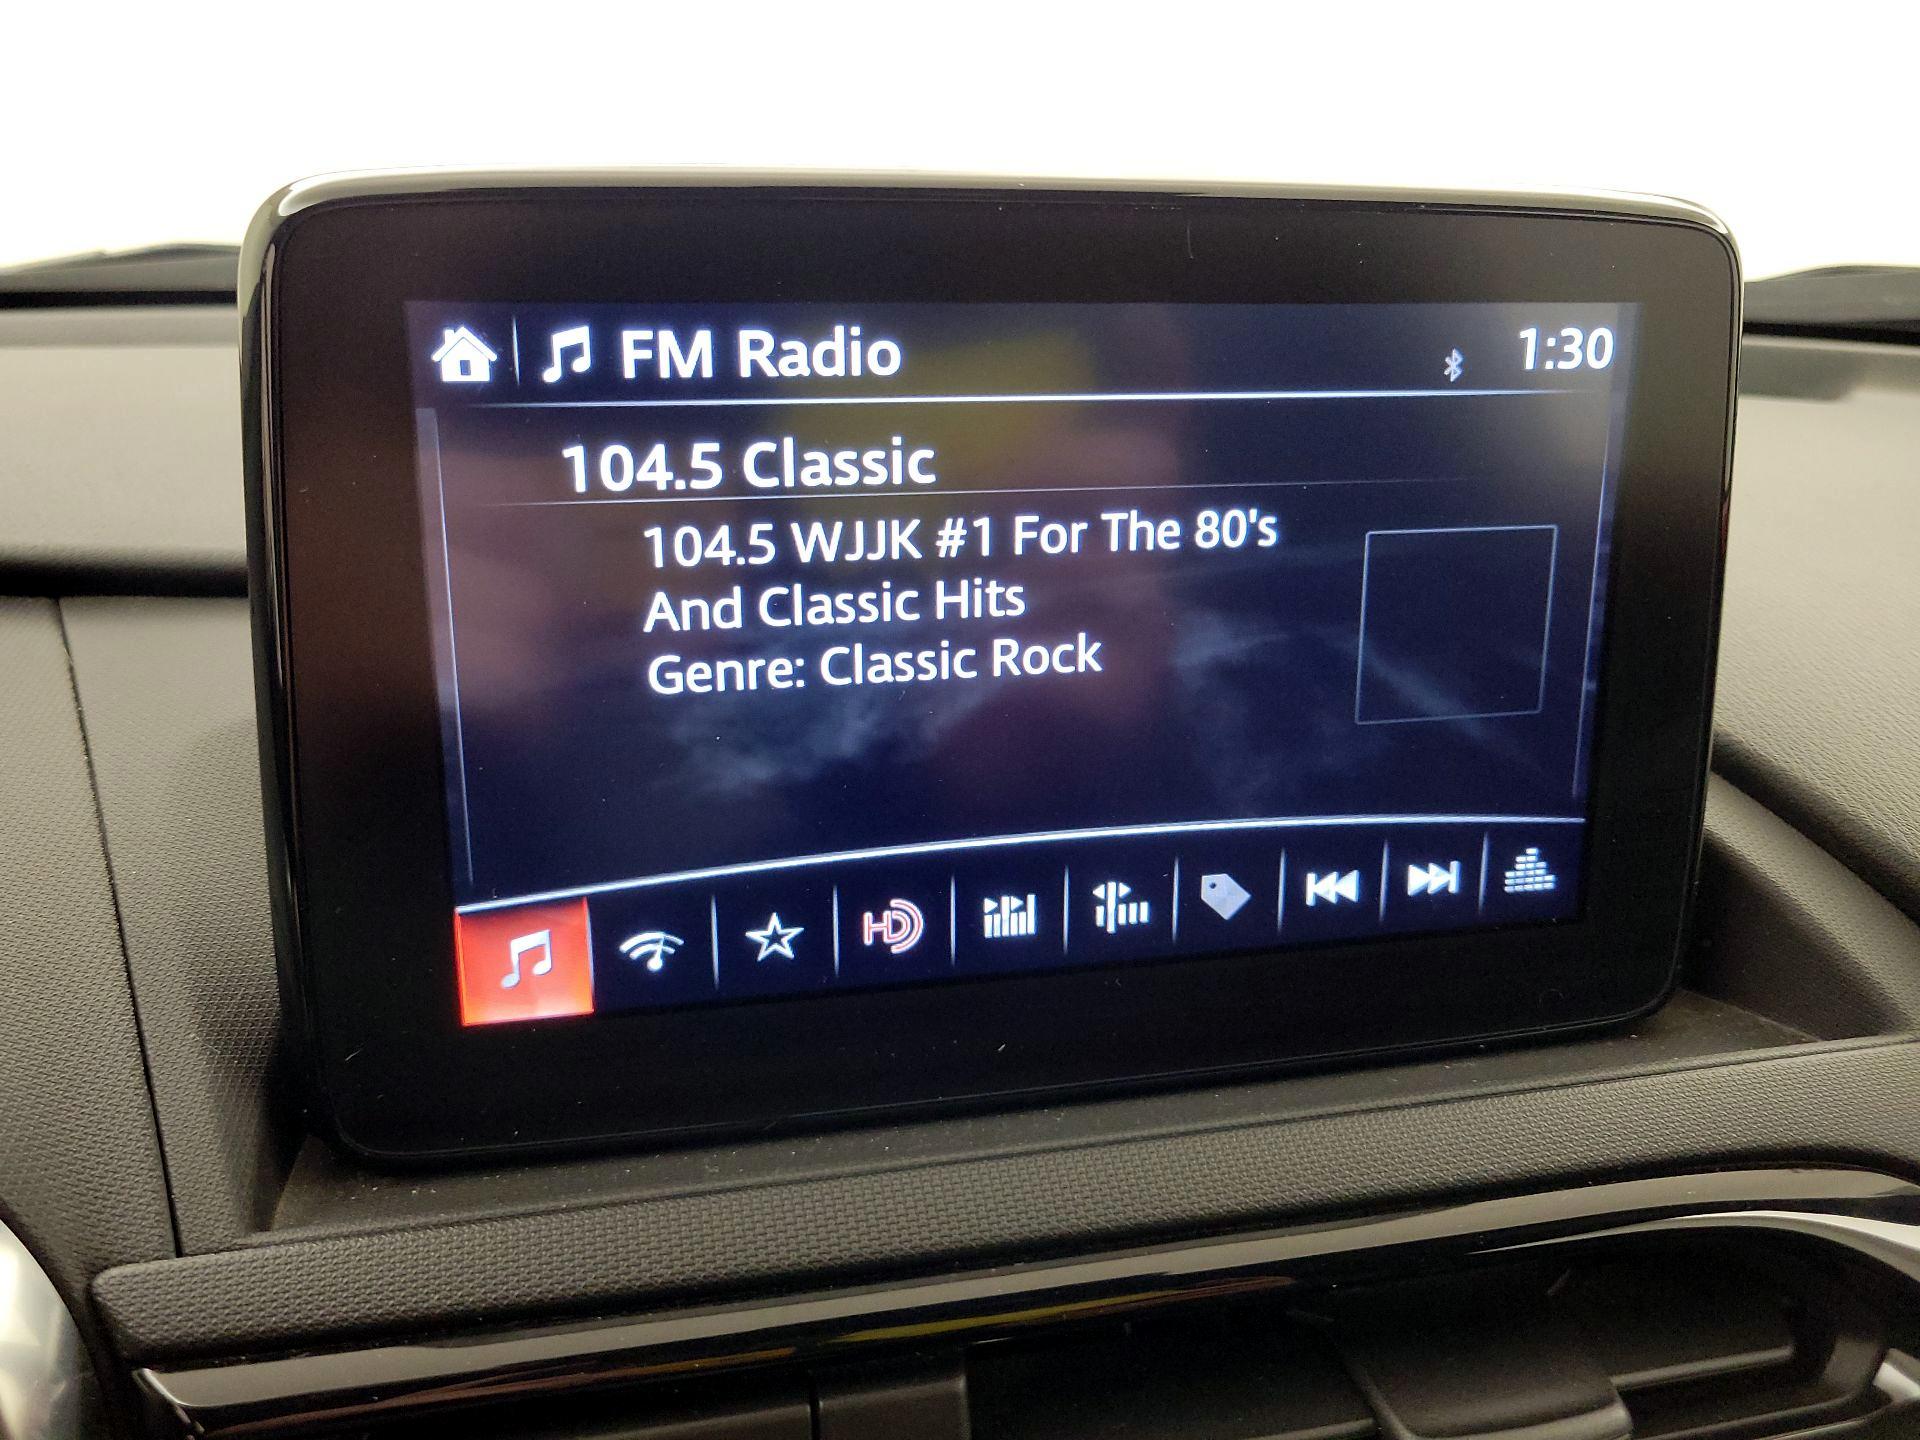 FM Radio
1:30
104.5 Classic
104.5 WJJK #1 For The 80's
And Classic Hits
Genre: Classic Rock
HD